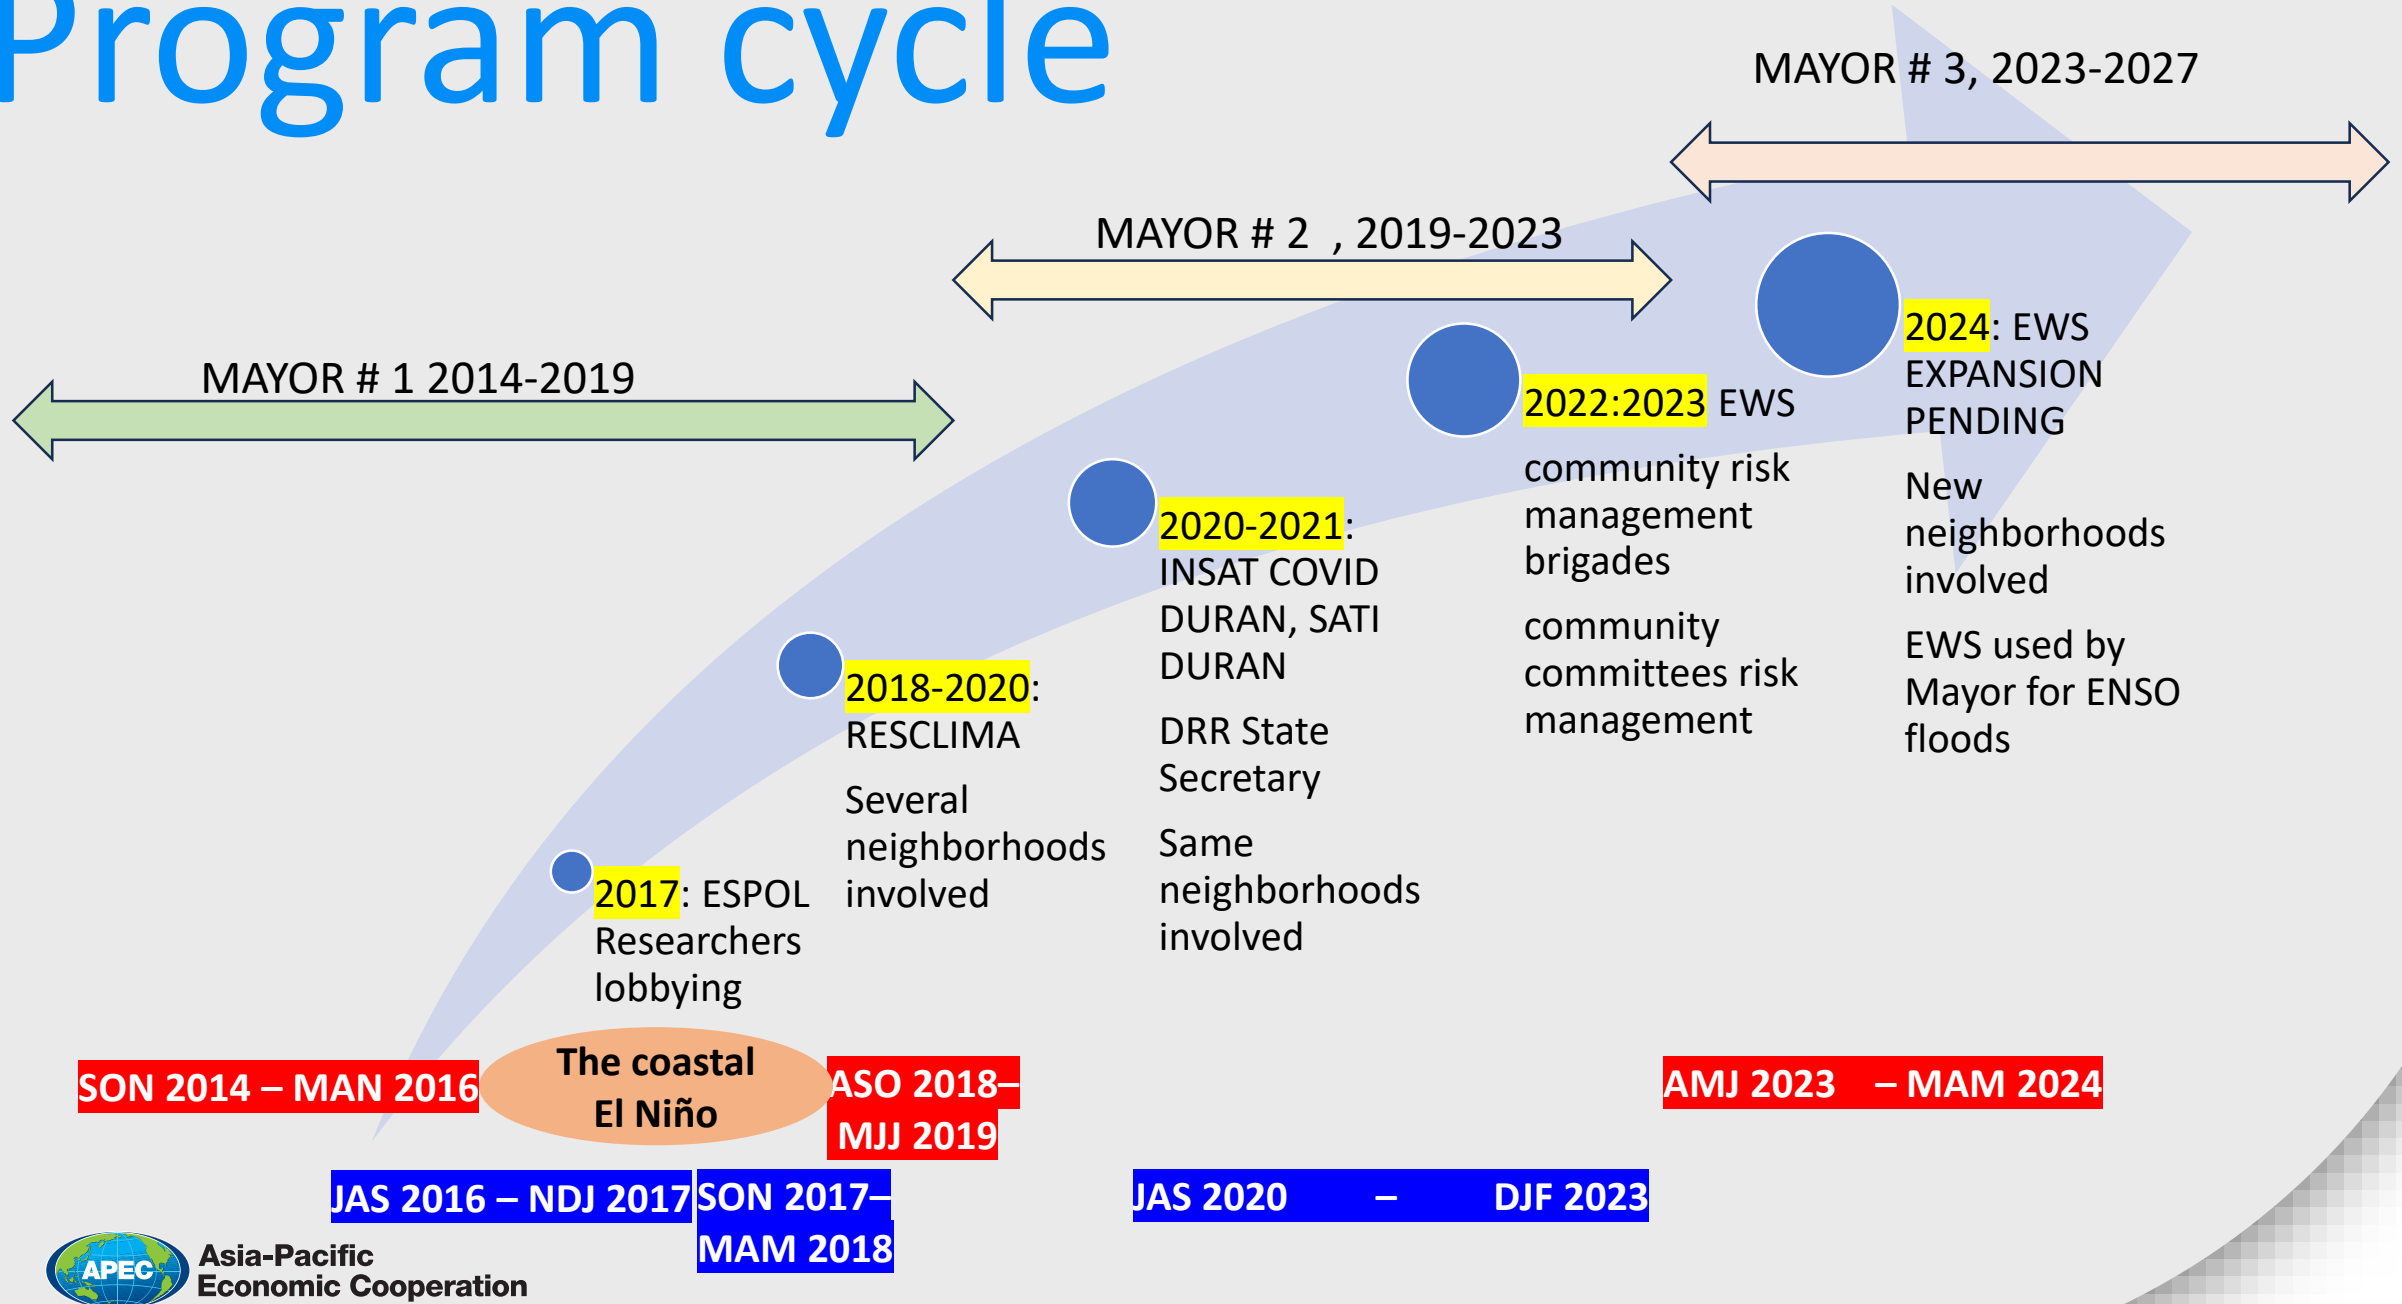 Program cycle
MAYOR # 3, 2023-2027
MAYOR # 2 , 2019-2023
MAYOR # 1 2014-2019
2017: ESPOL
Researchers
lobbying
2018-2020:
RESCLIMA
Several
neighborhoods
involved
2020-2021:
INSAT COVID
DURAN, SATI
DURAN
DRR State
Secretary
Same
neighborhoods
involved
2022:2023 EWS
community risk
management
brigades
community
committees risk
management
2024: EWS
EXPANSION
PENDING
New
neighborhoods
involved
EWS used by
Mayor for ENSO
floods
SON 2014 – MAN 2016
The coastal
El Niño
ASO 2018–
MJJ 2019
AMJ 2023 – MAM 2024
JAS 2016 – NDJ 2017
SON 2017–
MAM 2018
JAS 2020 – DJF 2023
APEC
Asia-Pacific
Economic Cooperation